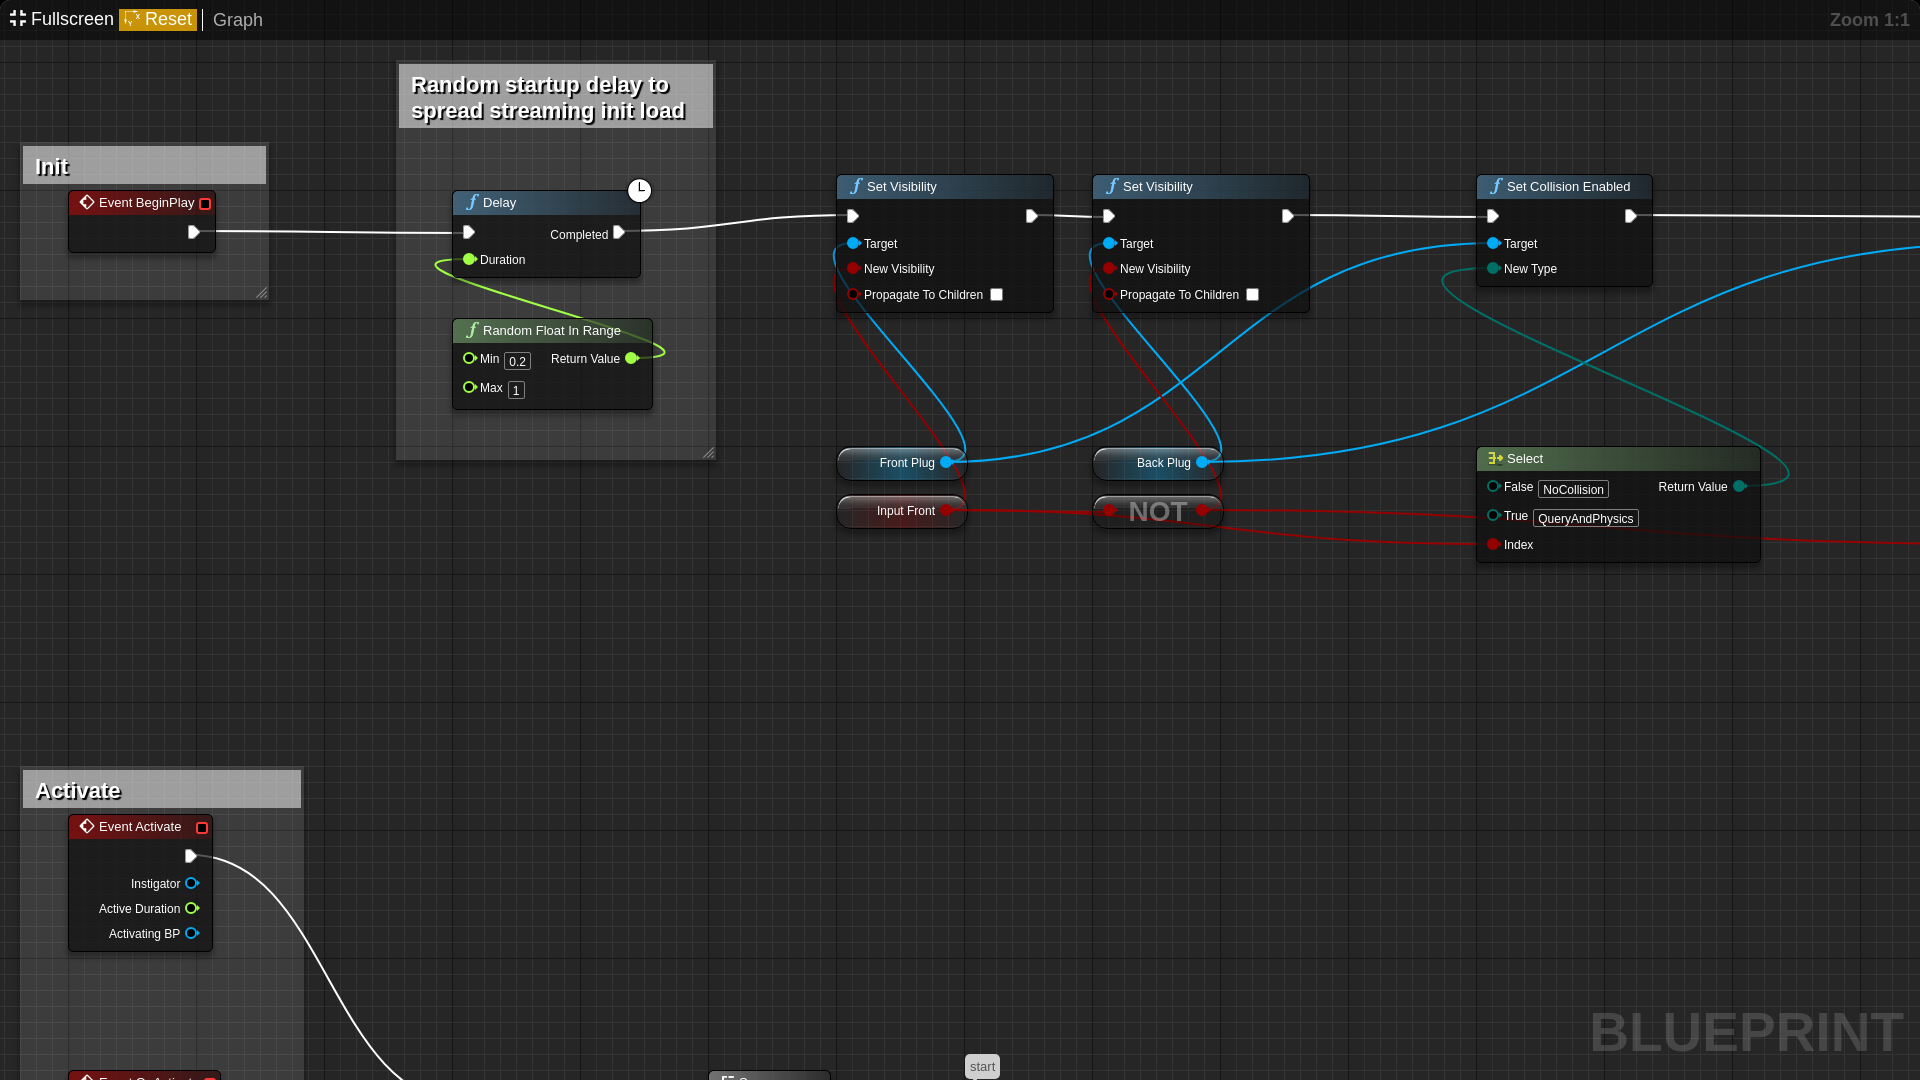 Fullscreen Reset Graph Zoom 1:1
Random startup delay to
spread streaming init load
Init
Event BeginPlay
Delay
Completed
Duration
Random Float In Range
Min 0.2 Return Value
Max 1
Set Visibility
Target
New Visibility
Propagate To Children
Set Visibility
Target
New Visibility
Propagate To Children
Set Collision Enabled
Target
New Type
Front Plug
Input Front
Back Plug
NOT
Select
False NoCollision Return Value
True QueryAndPhysics
Index
Activate
Event Activate
Instigator
Active Duration
Activating BP
BLUEPRINT
start